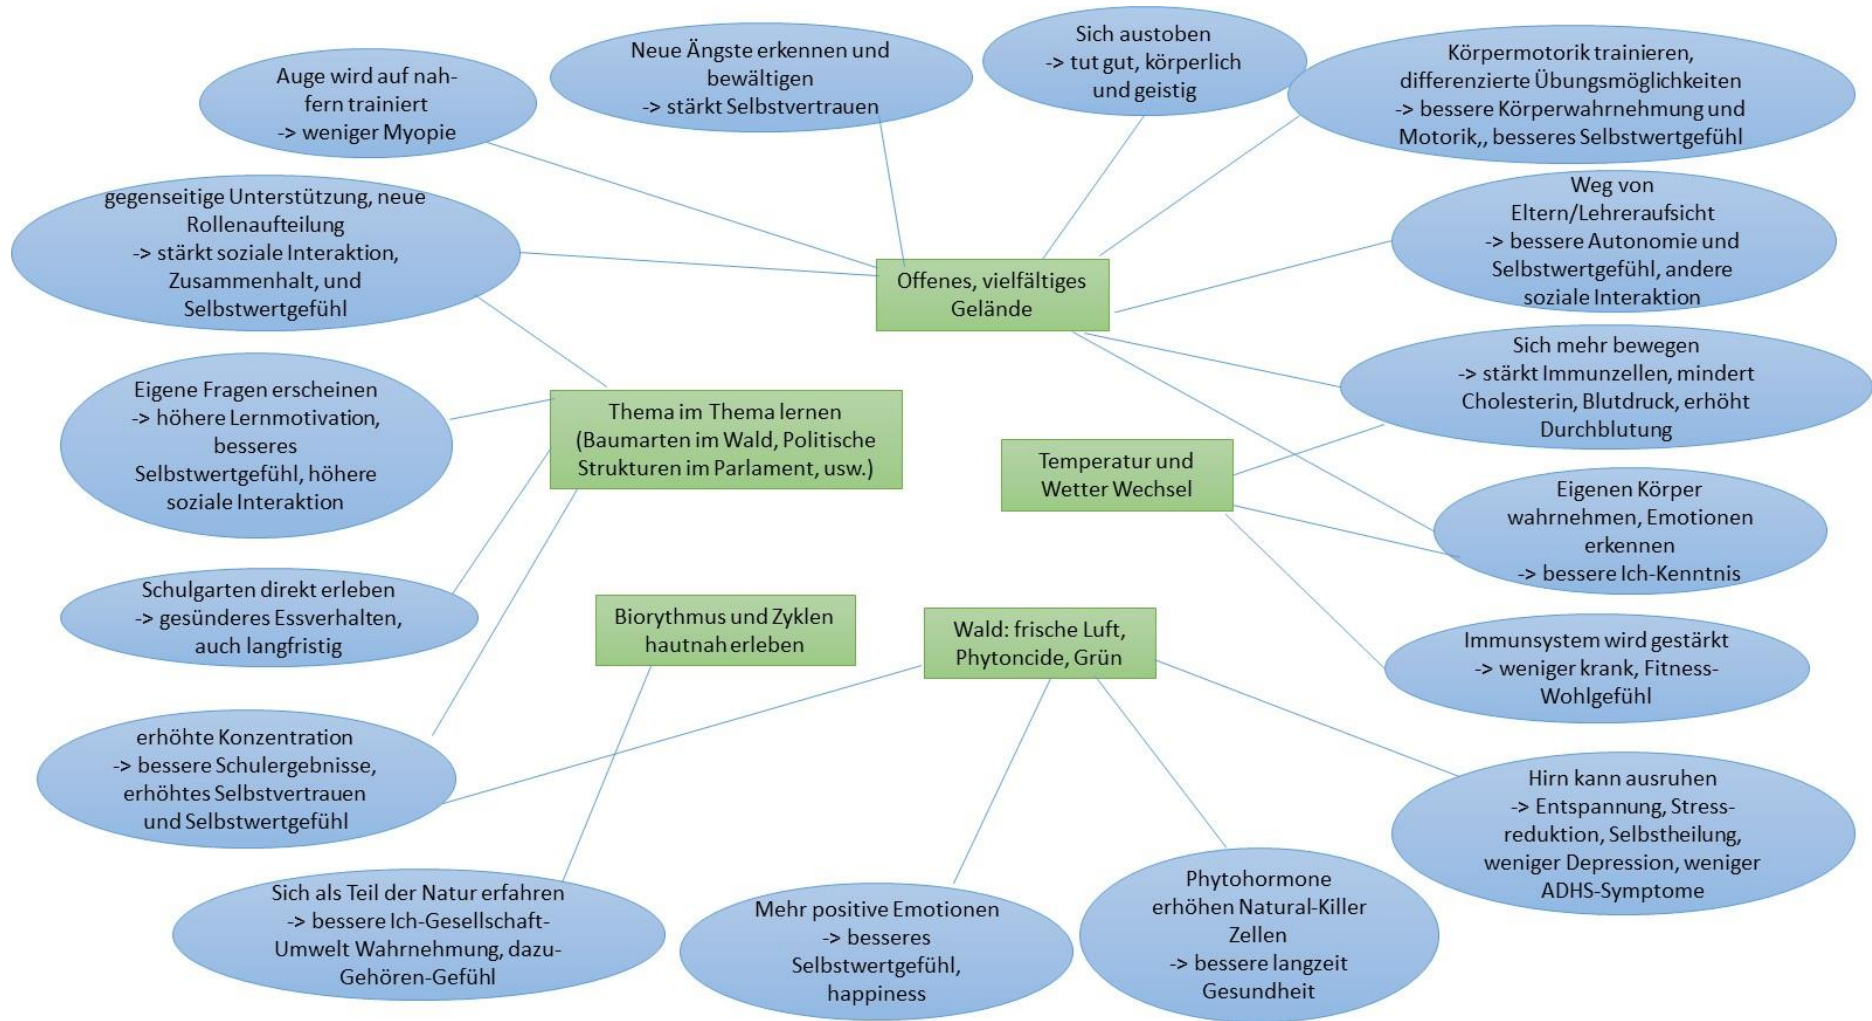 Auge wird auf nah-
fern trainiert
-> weniger Myopie
Neue Ängste erkennen und
bewältigen
-> stärkt Selbstvertrauen
Sich austoben
-> tut gut, körperlich
und geistig
Körpermotorik trainieren,
differenzierte Übungsmöglichkeiten
-> bessere Körperwahrnehmung und
Motorik,, besseres Selbstwertgefühl
gegenseitige Unterstützung, neue
Rollenaufteilung
-> stärkt soziale Interaktion,
Zusammenhalt, und
Selbstwertgefühl
Offenes, vielfältiges
Gelände
Weg von
Eltern/Lehreraufsicht
-> bessere Autonomie und
Selbstwertgefühl, andere
soziale Interaktion
Eigene Fragen erscheinen
-> höhere Lernmotivation,
besseres
Selbstwertgefühl, höhere
soziale Interaktion
Thema im Thema lernen
(Baumarten im Wald, Politische
Strukturen im Parlament, usw.)
Temperatur und
Wetter Wechsel
Sich mehr bewegen
-> stärkt Immunzellen, mindert
Cholesterin, Blutdruck, erhöht
Durchblutung
Eigenen Körper
wahrnehmen, Emotionen
erkennen
-> bessere Ich-Kenntnis
Schulgarten direkt erleben
-> gesünderes Essverhalten,
auch langfristig
Biorythmus und Zyklen
hautnah erleben
Wald: frische Luft,
Phytoncide, Grün
Immunsystem wird gestärkt
-> weniger krank, Fitness-
Wohlgefühl
erhöhte Konzentration
-> bessere Schulergebnisse,
erhöhtes Selbstvertrauen
und Selbstwertgefühl
Hirn kann ausruhen
-> Entspannung, Stress-
reduktion, Selbstheilung,
weniger Depression, weniger
ADHS-Symptome
Sich als Teil der Natur erfahren
-> bessere Ich-Gesellschaft-
Umwelt Wahrnehmung, dazu-
Gehören-Gefühl
Mehr positive Emotionen
-> besseres
Selbstwertgefühl,
happiness
Phytohormone
erhöhen Natural-Killer
Zellen
-> bessere langzeit
Gesundheit